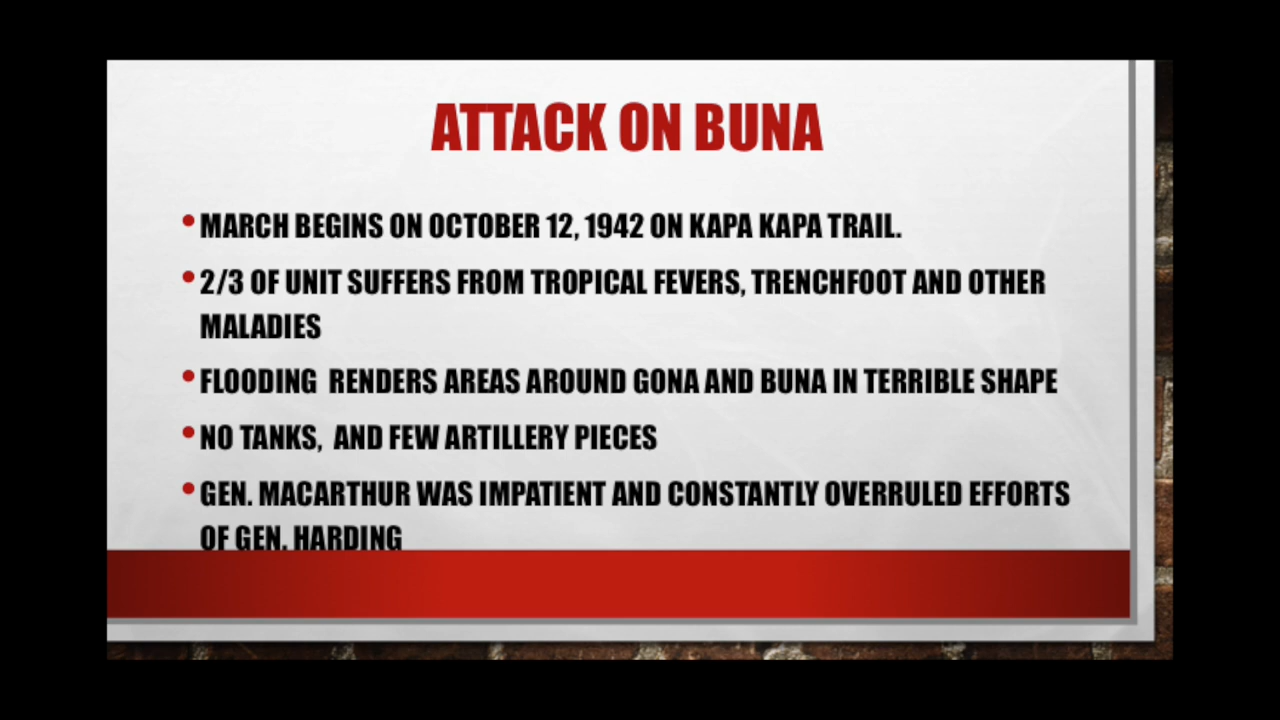 ATTACK ON BUNA
•MARCH BEGINS ON OCTOBER 12, 1942 ON KAPA KAPA TRAIL.
•2/3 OF UNIT SUFFERS FROM TROPICAL FEVERS, TRENCHFOOT AND OTHER
MALADIES
•FLOODING RENDERS AREAS AROUND GONA AND BUNA IN TERRIBLE SHAPE
•NO TANKS, AND FEW ARTILLERY PIECES
•GEN. MACARTHUR WAS IMPATIENT AND CONSTANTLY OVERRULED EFFORTS
OF GEN. HARDING